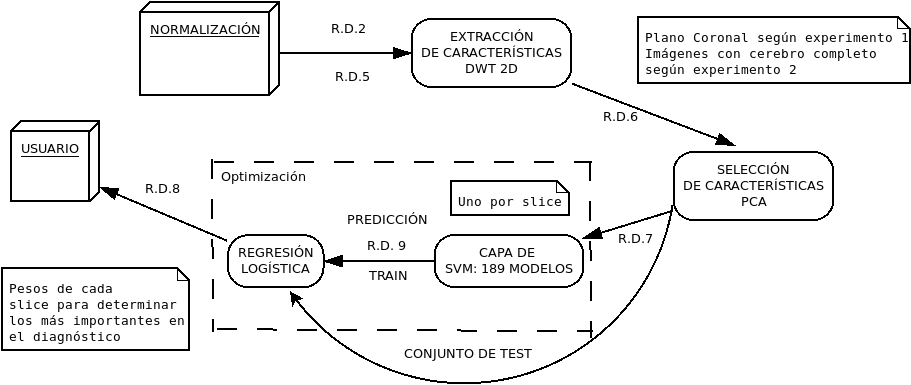 NORMALIZACIÓN
R.D.2
R.D.5
EXTRACCIÓN
DE CARACTERÍSTICAS
DWT 2D
Plano Coronal según experimento 1
Imágenes con cerebro completo
según experimento 2
R.D.6
USUARIO
R.D.8
Optimización
Uno por slice
SELECCIÓN
DE CARACTERÍSTICAS
PCA
R.D.7
PREDICCIÓN
R.D. 9
TRAIN
REGRESIÓN
LOGÍSTICA
CAPA DE
SVM: 189 MODELOS
Pesos de cada
slice para determinar
los más importantes en
el diagnóstico
CONJUNTO DE TEST